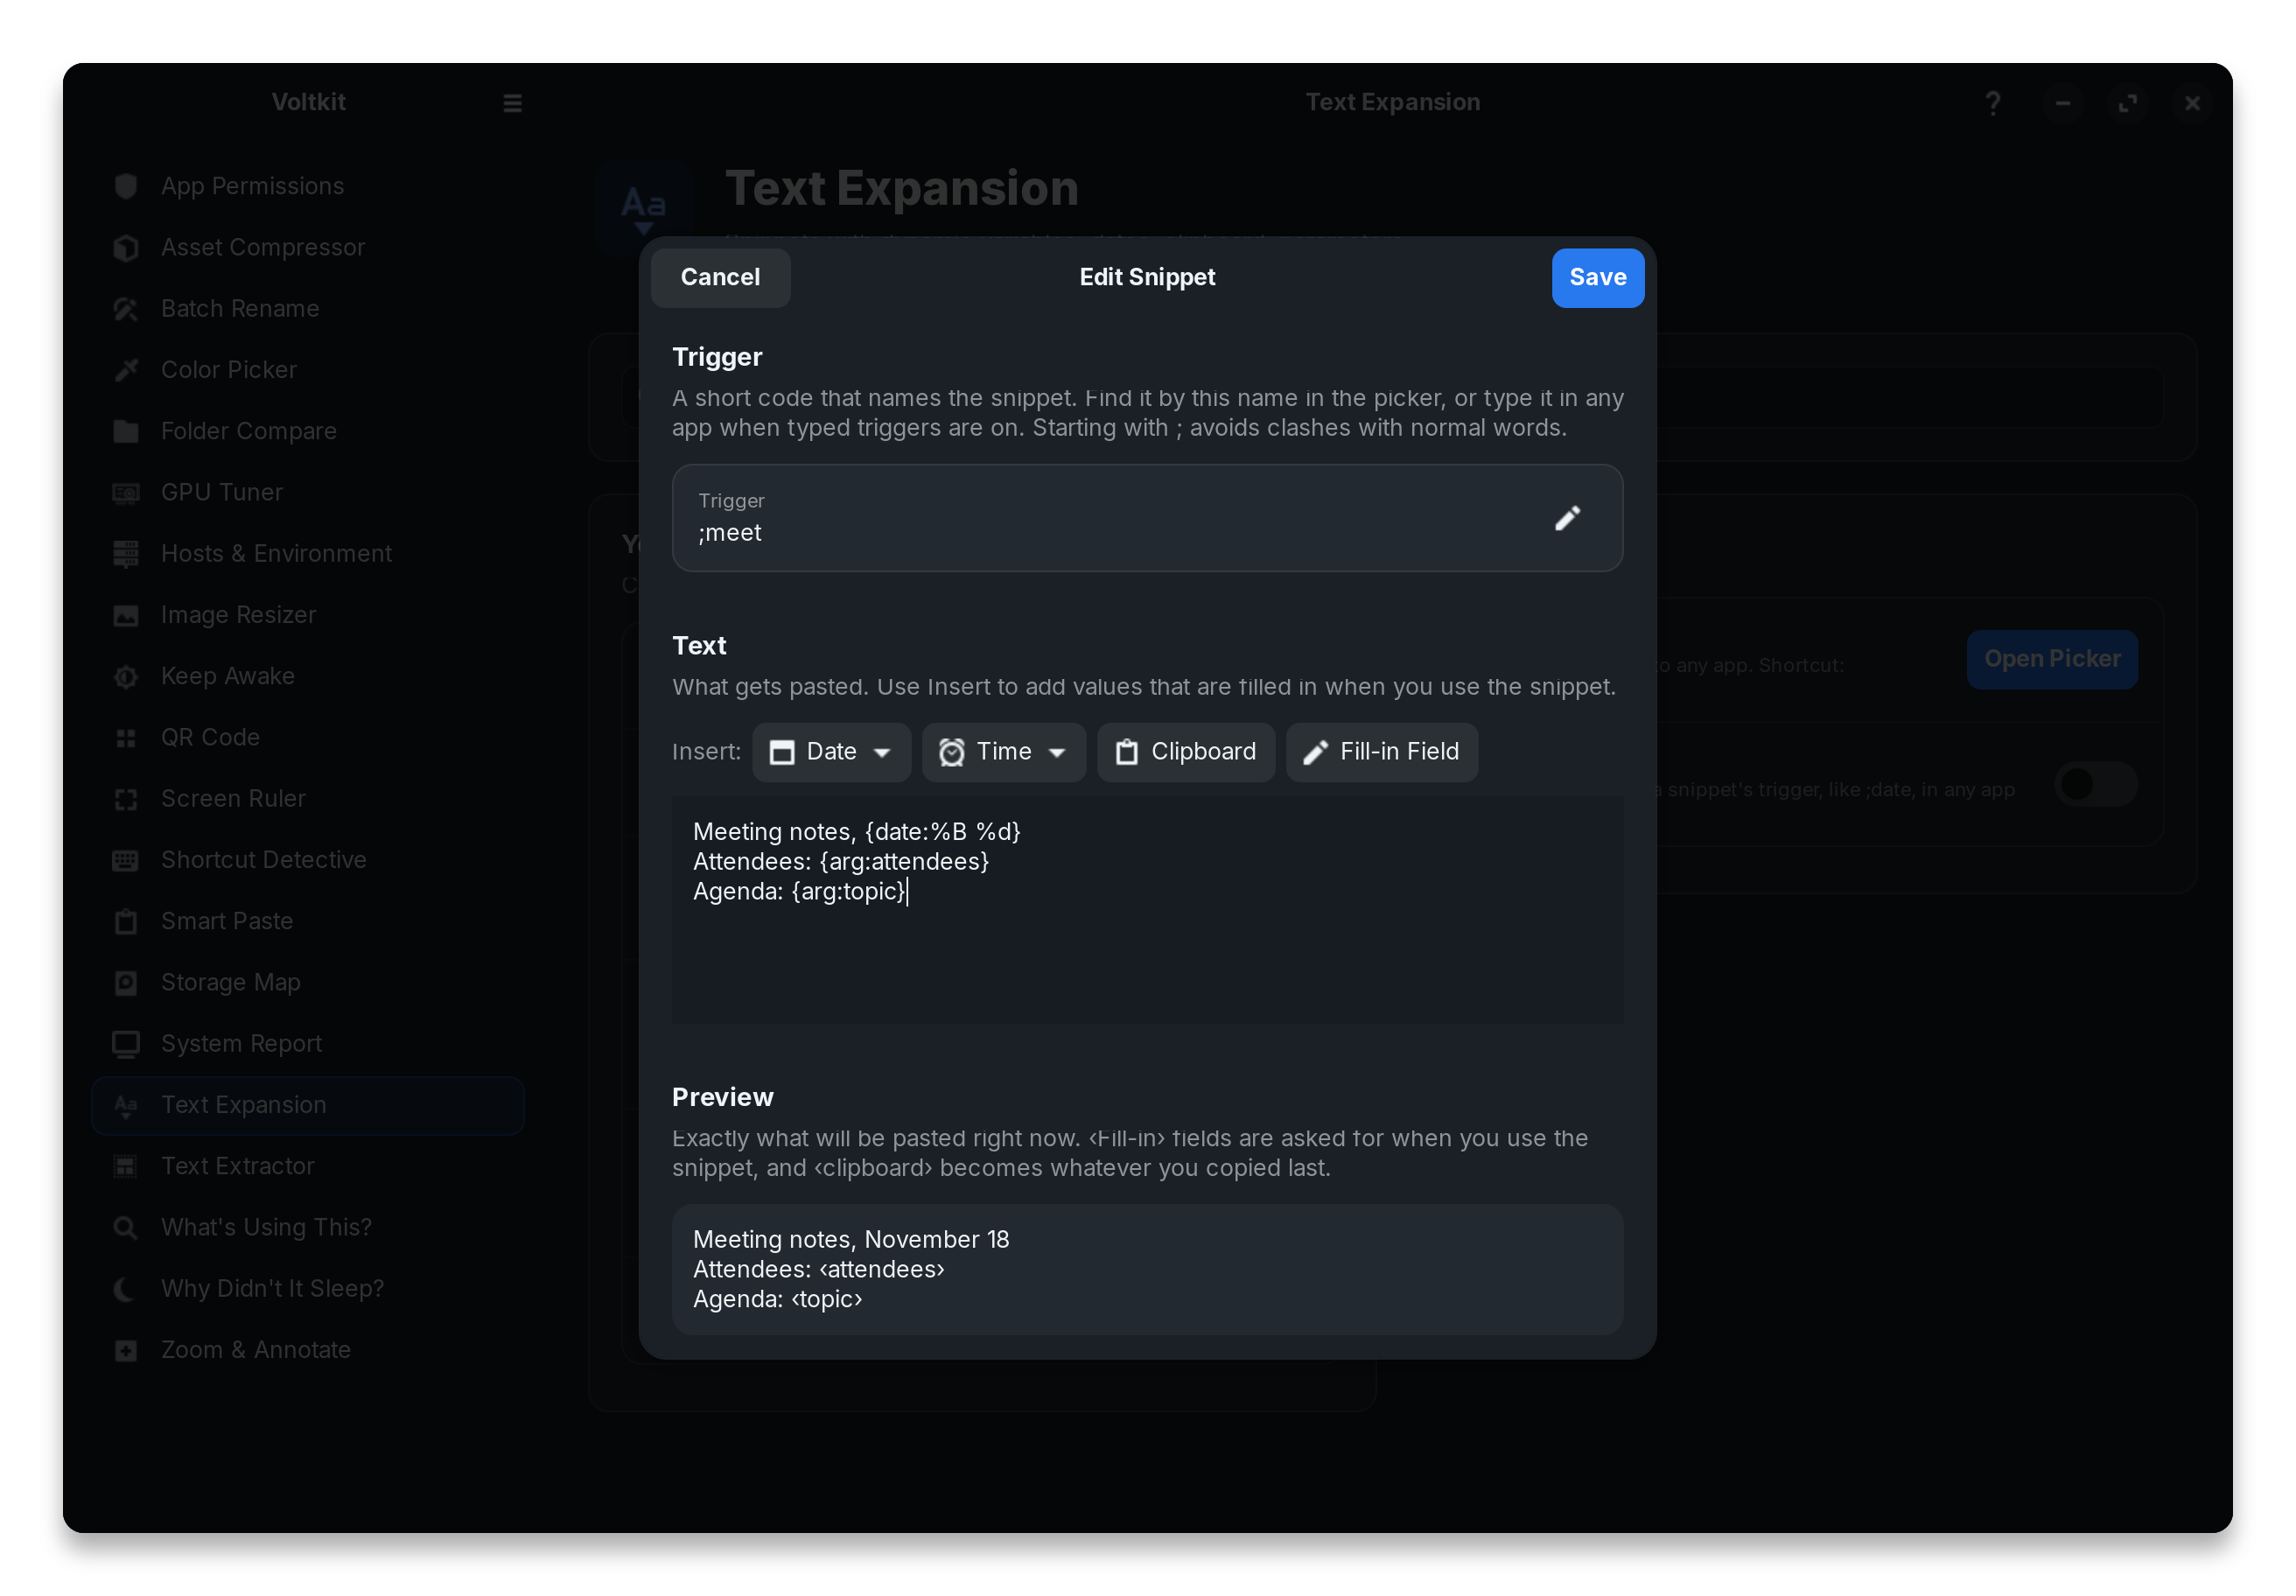 Voltkit
Text Expansion
?
App Permissions
Asset Compressor
Batch Rename
Color Picker
Folder Compare
GPU Tuner
Hosts & Environment
Image Resizer
Keep Awake
QR Code
Screen Ruler
Shortcut Detective
Smart Paste
Storage Map
System Report
Text Expansion
Text Extractor
What's Using This?
Why Didn't It Sleep?
Zoom & Annotate
Aa
Text Expansion
Cancel
Edit Snippet
Save
Trigger
A short code that names the snippet. Find it by this name in the picker, or type it in any
app when typed triggers are on. Starting with ; avoids clashes with normal words.
Trigger
;meet
Text
What gets pasted. Use Insert to add values that are filled in when you use the snippet.
Insert: Date Time Clipboard Fill-in Field
Meeting notes, {date:%B %d}
Attendees: {arg:attendees}
Agenda: {arg:topic}
Preview
Exactly what will be pasted right now. ‹Fill-in› fields are asked for when you use the
snippet, and ‹clipboard› becomes whatever you copied last.
Meeting notes, November 18
Attendees: ‹attendees›
Agenda: ‹topic›
to any app. Shortcut:
Open Picker
a snippet's trigger, like ;date, in any app